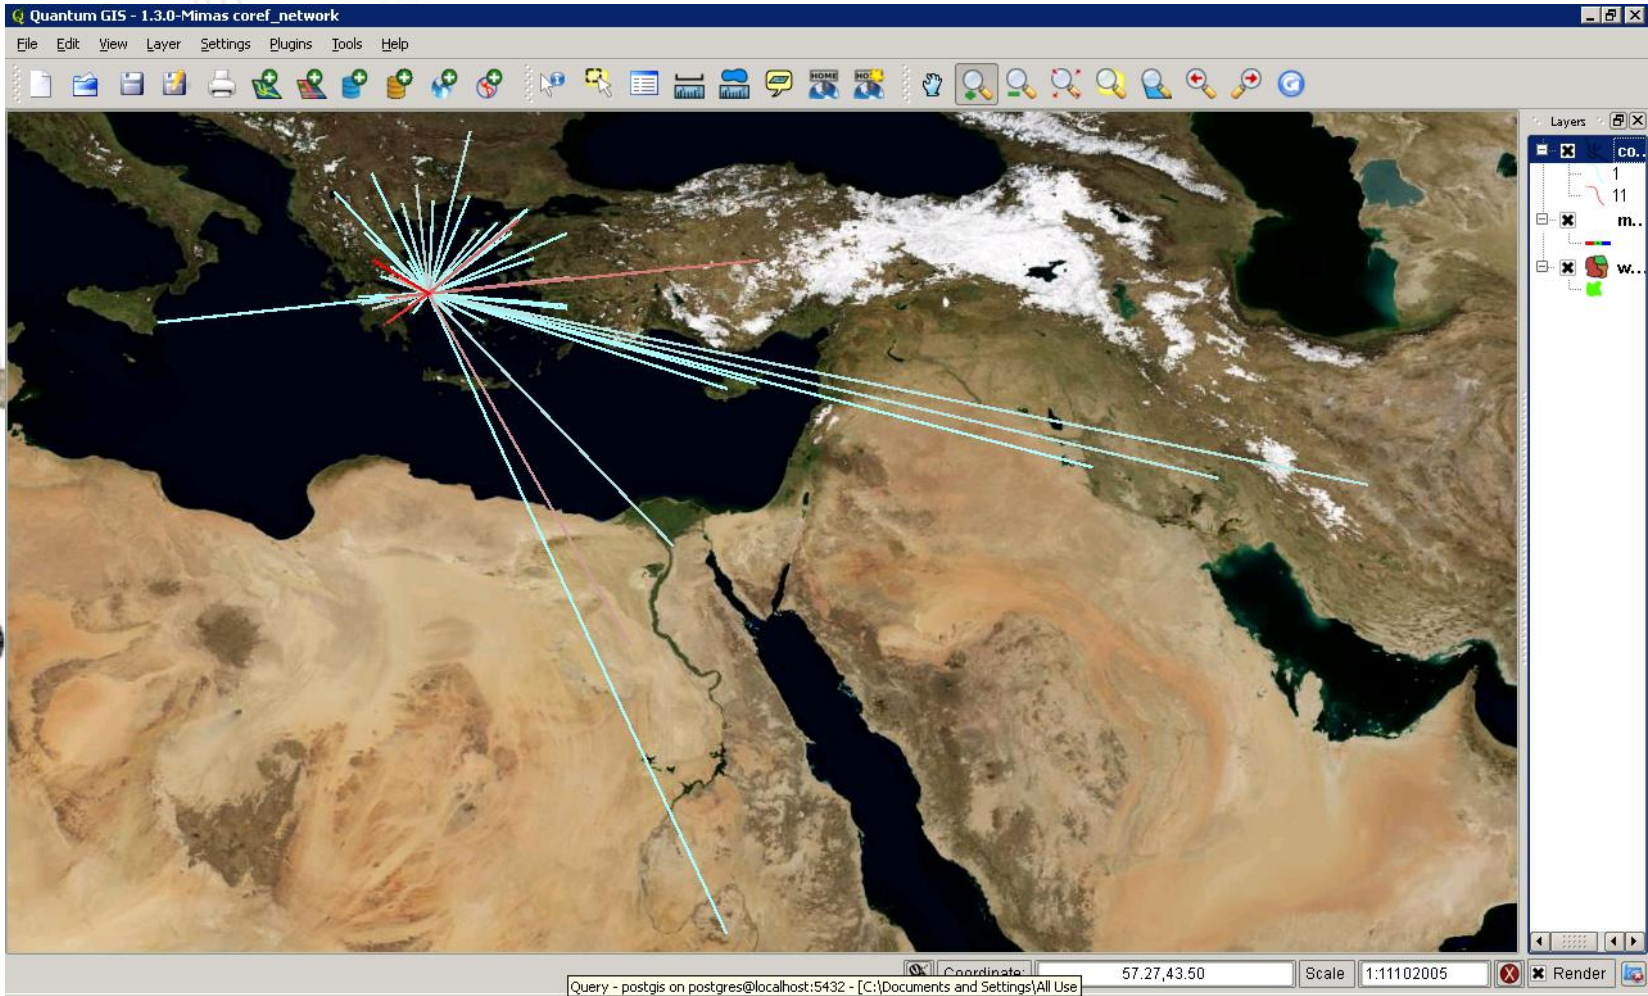 Quantum GIS - 1.3.0-Mimas coref_network
File Edit View Layer Settings Plugins Tools Help
HOME HO
Layers
co..
1
11
m..
w...
Coordinate: 57.27,43.50 Scale 1:11102005 Render
Query - postgis on postgres@localhost:5432 - [C:\Documents and Settings\All Use